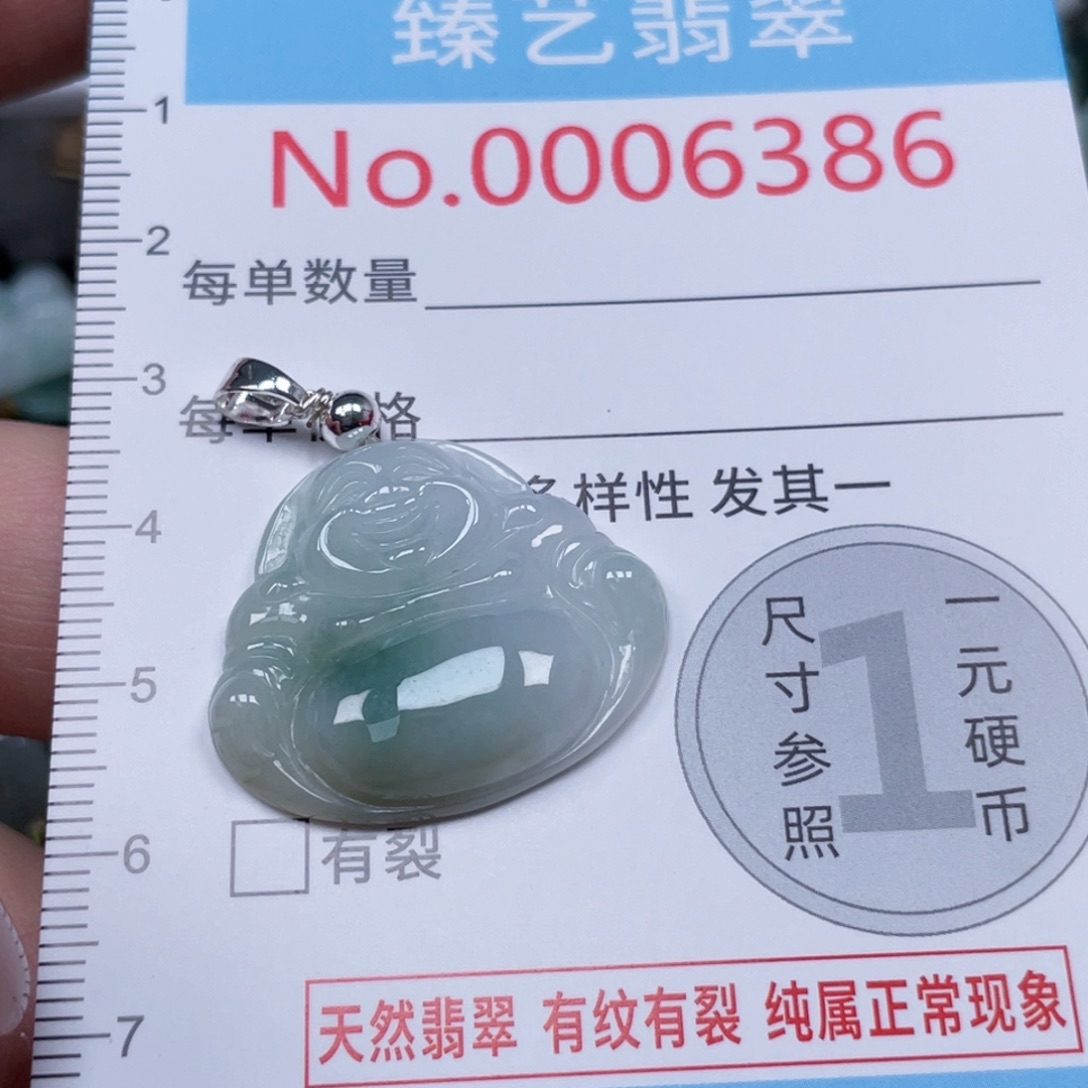 臻艺翡翠
1
No.0006386
2
每单数量
3
每单 格
4
多样性 发其一
尺寸参照
1
一元硬币
5
6
有裂
天然翡翠 有纹有裂 纯属正常现象
7